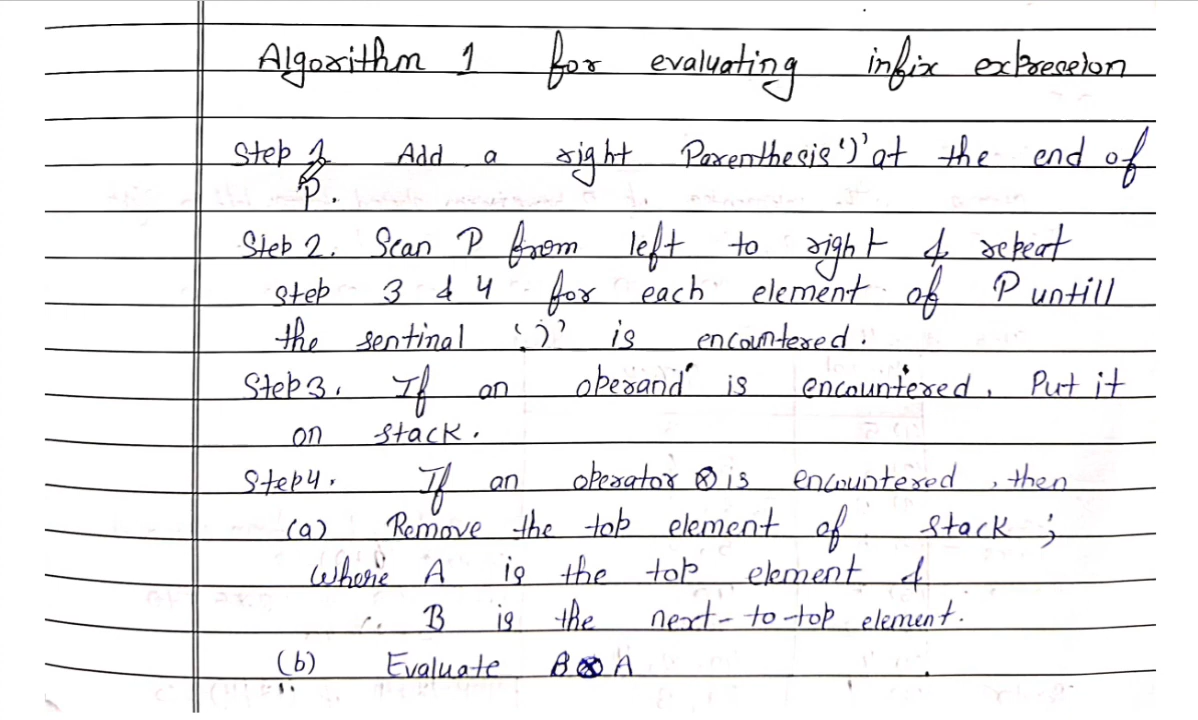 Algorithm 1 for evaluating infix expression
Step 1 Add a right Parenthesis ')' at the end of
P.
Step 2. Scan P from left to right & repeat
step 3 & 4 for each element of P untill
the sentinal ')' is encountered.
Step 3. If an operand is encountered, Put it
on stack.
Step 4. If an operator ⊗ is encountered, then
(a) Remove the top element of stack;
Where A is the top element &
B is the next-to-top element.
(b) Evaluate B ⊗ A